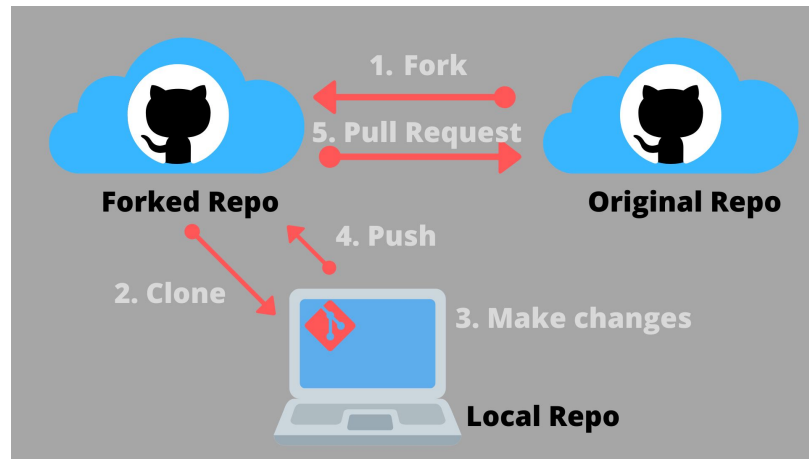 1. Fork
5. Pull Request
Forked Repo
Original Repo
4. Push
2. Clone
3. Make changes
Local Repo